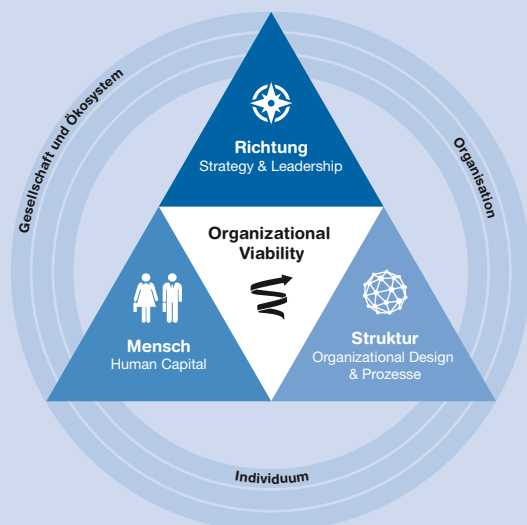 Gesellschaft und Ökosystem
Organisation
Richtung
Strategy & Leadership
Organizational
Viability
Mensch
Human Capital
Struktur
Organizational Design
& Prozesse
Individuum